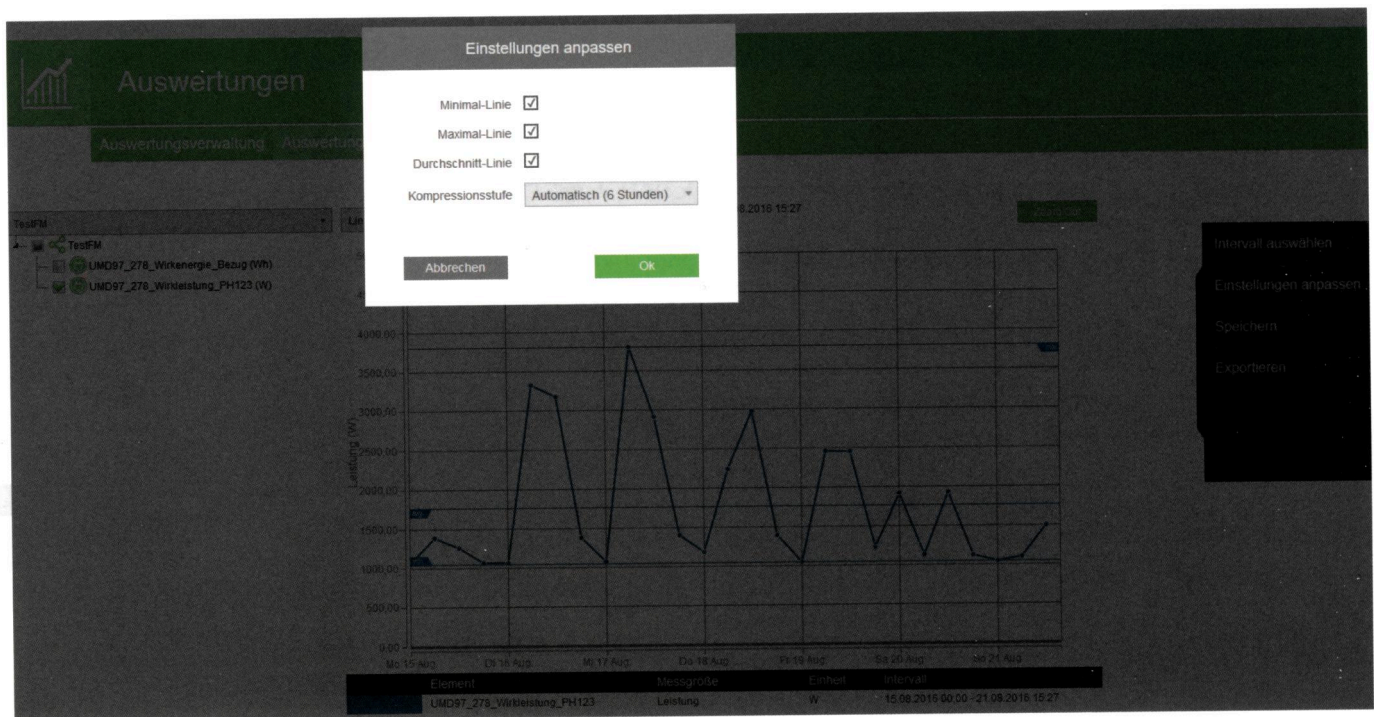 Einstellungen anpassen
Auswertungen
Minimal-Linie
Maximal-Linie
Auswertungsverwaltung
Durchschnitt-Linie
Kompressionsstufe Automatisch (6 Stunden)
.2016 15:27
TestFM
TestFM
UMD97_278_Wirkenergie_Bezug (Wh)
UMD97_278_Wirkleistung_PH123 (W)
Abbrechen Ok
Intervall auswählen
Einstellungen anpassen
Speichern
Exportieren
Leistung (W)
4000,00
3500,00
3000,00
2500,00
2000,00
1500,00
1000,00
500,00
0,00
Mo 15 Aug Di 16 Aug Mi 17 Aug Do 18 Aug Fr 19 Aug Sa 20 Aug So 21 Aug
Element Messgröße Einheit Intervall
UMD97_278_Wirkleistung_PH123 Leistung W 15.08.2016 00:00 - 21.08.2016 15:27